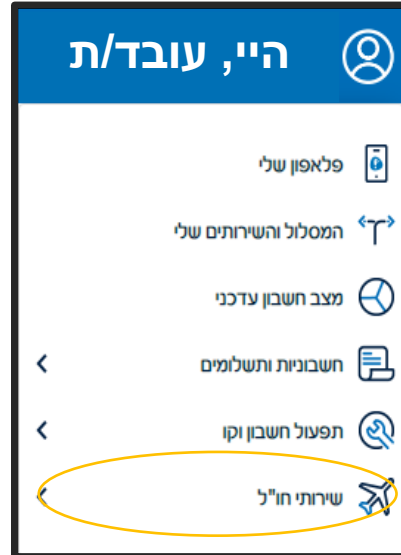 היי, עובד/ת
פלאפון שלי
המסלול והשירותים שלי
מצב חשבון עדכני
חשבוניות ותשלומים
תפעול חשבון וקו
שירותי חו"ל